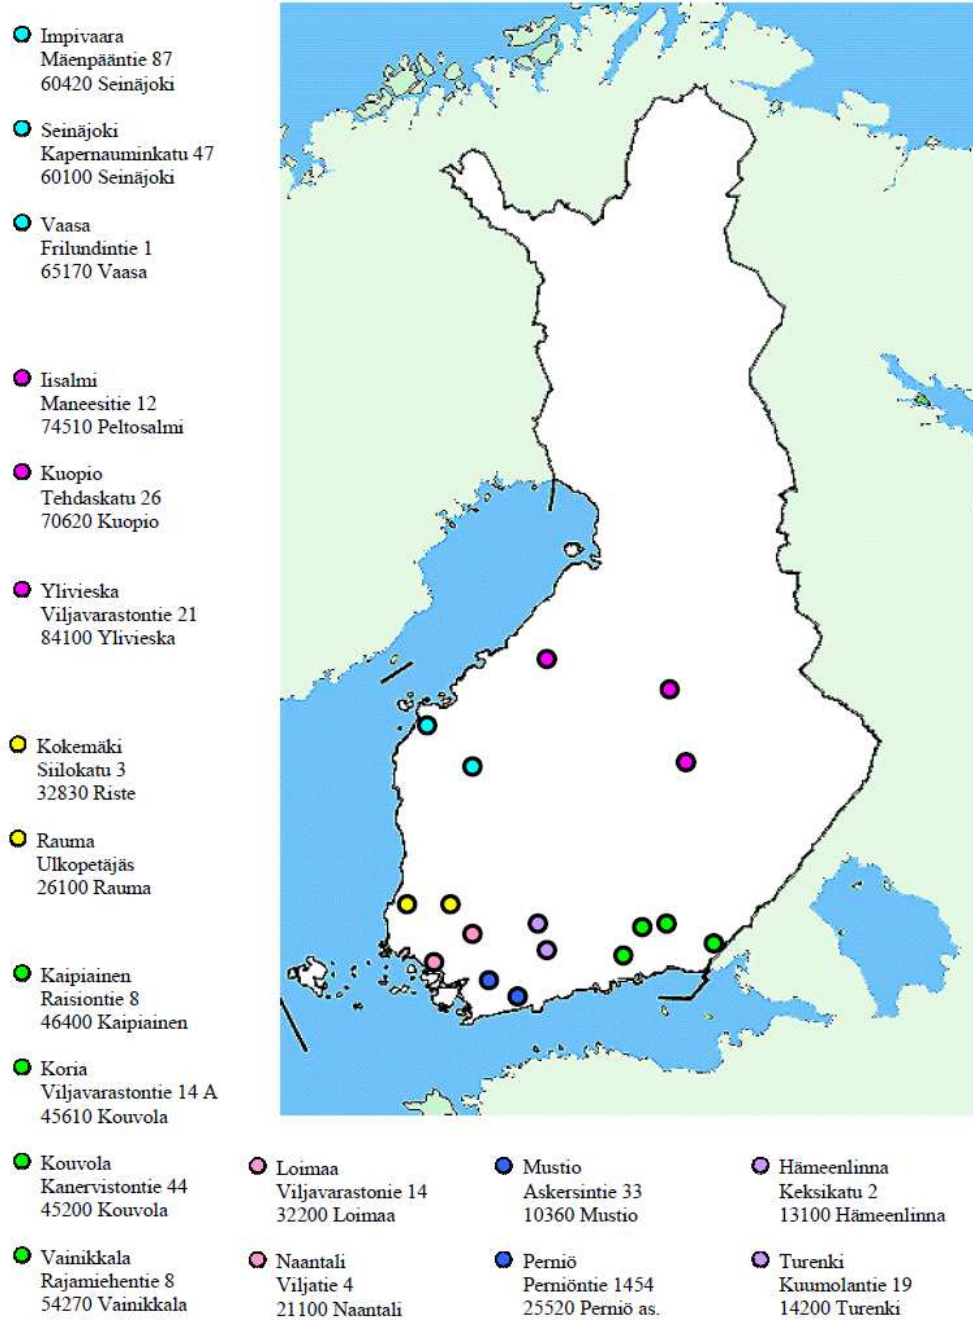 Impivaara
Mäenpääntie 87
60420 Seinäjoki
Seinäjoki
Kapernauminkatu 47
60100 Seinäjoki
Vaasa
Frilundintie 1
65170 Vaasa
Iisalmi
Maneesitie 12
74510 Peltosalmi
Kuopio
Tehdaskatu 26
70620 Kuopio
Ylivieska
Viljavarastontie 21
84100 Ylivieska
Kokemäki
Siilokatu 3
32830 Riste
Rauma
Ulkopetäjäs
26100 Rauma
Kaipiainen
Raisiontie 8
46400 Kaipiainen
Koria
Viljavarastontie 14 A
45610 Kouvola
Kouvola
Kanervistontie 44
45200 Kouvola
Vainikkala
Rajamiehentie 8
54270 Vainikkala
Loimaa
Viljavarastonie 14
32200 Loimaa
Naantali
Viljatie 4
21100 Naantali
Mustio
Askersintie 33
10360 Mustio
Perniö
Perniöntie 1454
25520 Perniö as.
Hämeenlinna
Keksikatu 2
13100 Hämeenlinna
Turenki
Kuumolantie 19
14200 Turenki